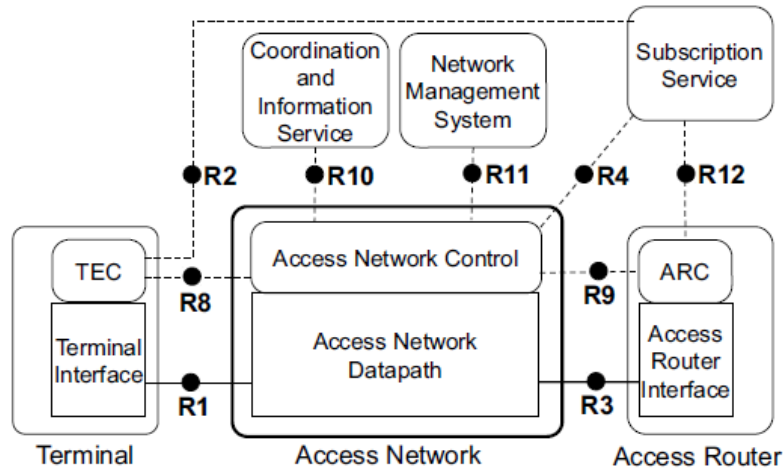 Coordination
and
Information
Service
Network
Management
System
Subscription
Service
R2
R10
R11
R4
R12
TEC
Access Network Control
ARC
R8
R9
Terminal
Interface
Access Network
Datapath
Access
Router
Interface
R1
R3
Terminal
Access Network
Access Router